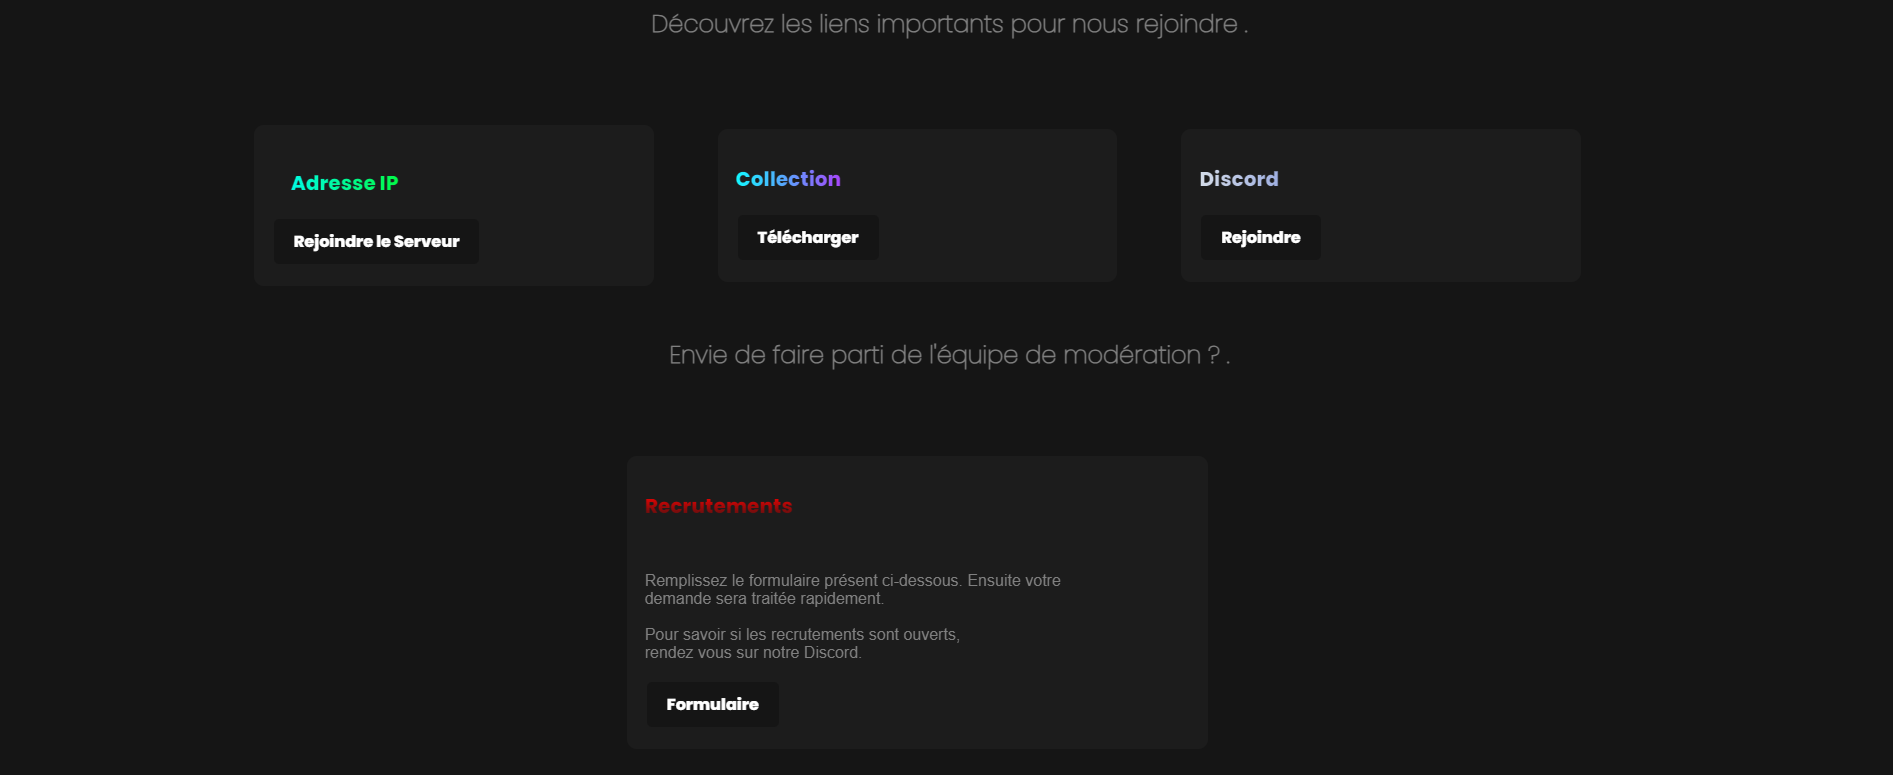 Découvrez les liens importants pour nous rejoindre .
Adresse IP
Rejoindre le Serveur
Collection
Télécharger
Discord
Rejoindre
Envie de faire parti de l'équipe de modération ? .
Recrutements
Remplissez le formulaire présent ci-dessous. Ensuite votre
demande sera traitée rapidement.
Pour savoir si les recrutements sont ouverts,
rendez vous sur notre Discord.
Formulaire